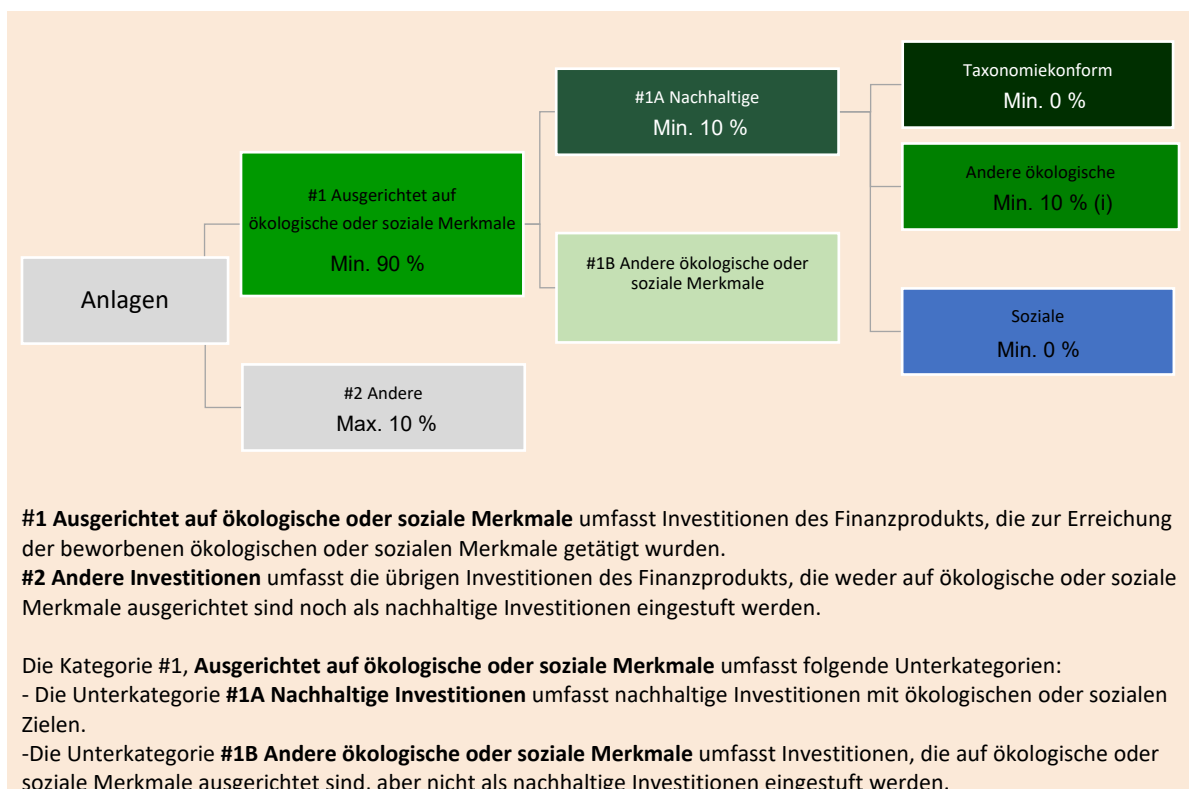 Anlagen
#1 Ausgerichtet auf
ökologische oder soziale Merkmale
Min. 90 %
#2 Andere
Max. 10 %
#1A Nachhaltige
Min. 10 %
#1B Andere ökologische oder
soziale Merkmale
Taxonomiekonform
Min. 0 %
Andere ökologische
Min. 10 % (i)
Soziale
Min. 0 %
#1 Ausgerichtet auf ökologische oder soziale Merkmale umfasst Investitionen des Finanzprodukts, die zur Erreichung
der beworbenen ökologischen oder sozialen Merkmale getätigt wurden.
#2 Andere Investitionen umfasst die übrigen Investitionen des Finanzprodukts, die weder auf ökologische oder soziale
Merkmale ausgerichtet sind noch als nachhaltige Investitionen eingestuft werden.
Die Kategorie #1, Ausgerichtet auf ökologische oder soziale Merkmale umfasst folgende Unterkategorien:
- Die Unterkategorie #1A Nachhaltige Investitionen umfasst nachhaltige Investitionen mit ökologischen oder sozialen
Zielen.
-Die Unterkategorie #1B Andere ökologische oder soziale Merkmale umfasst Investitionen, die auf ökologische oder
soziale Merkmale ausgerichtet sind, aber nicht als nachhaltige Investitionen eingestuft werden.